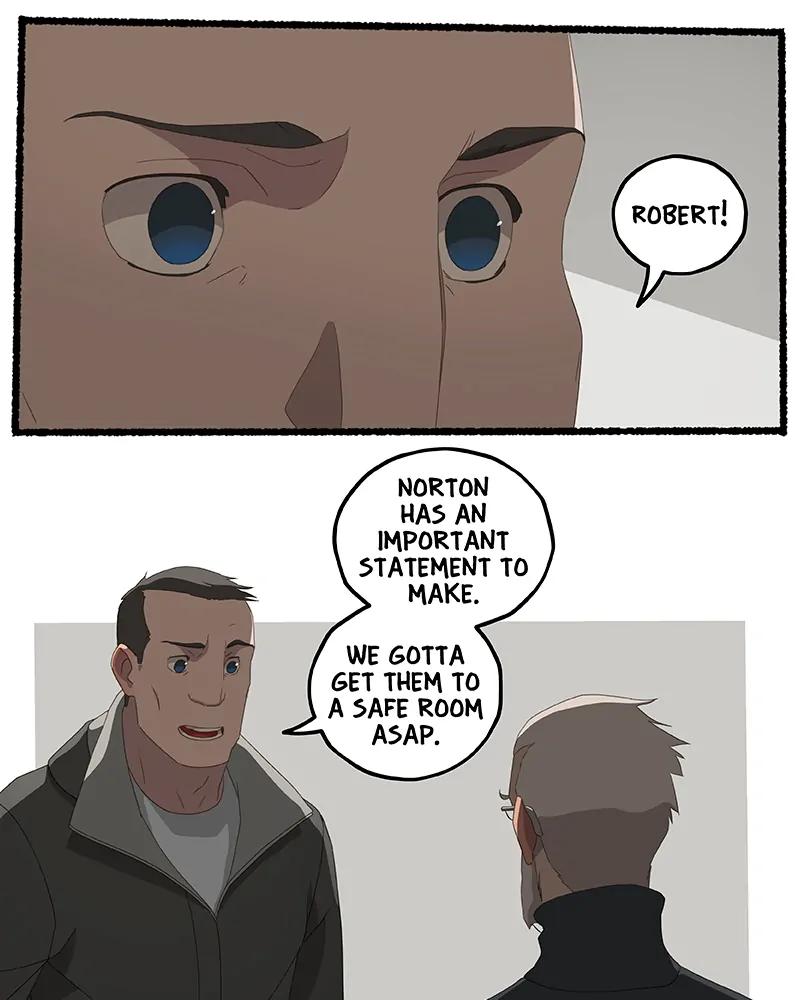 ROBERT!
NORTON
HAS AN
IMPORTANT
STATEMENT TO
MAKE.
WE GOTTA
GET THEM TO
A SAFE ROOM
ASAP.